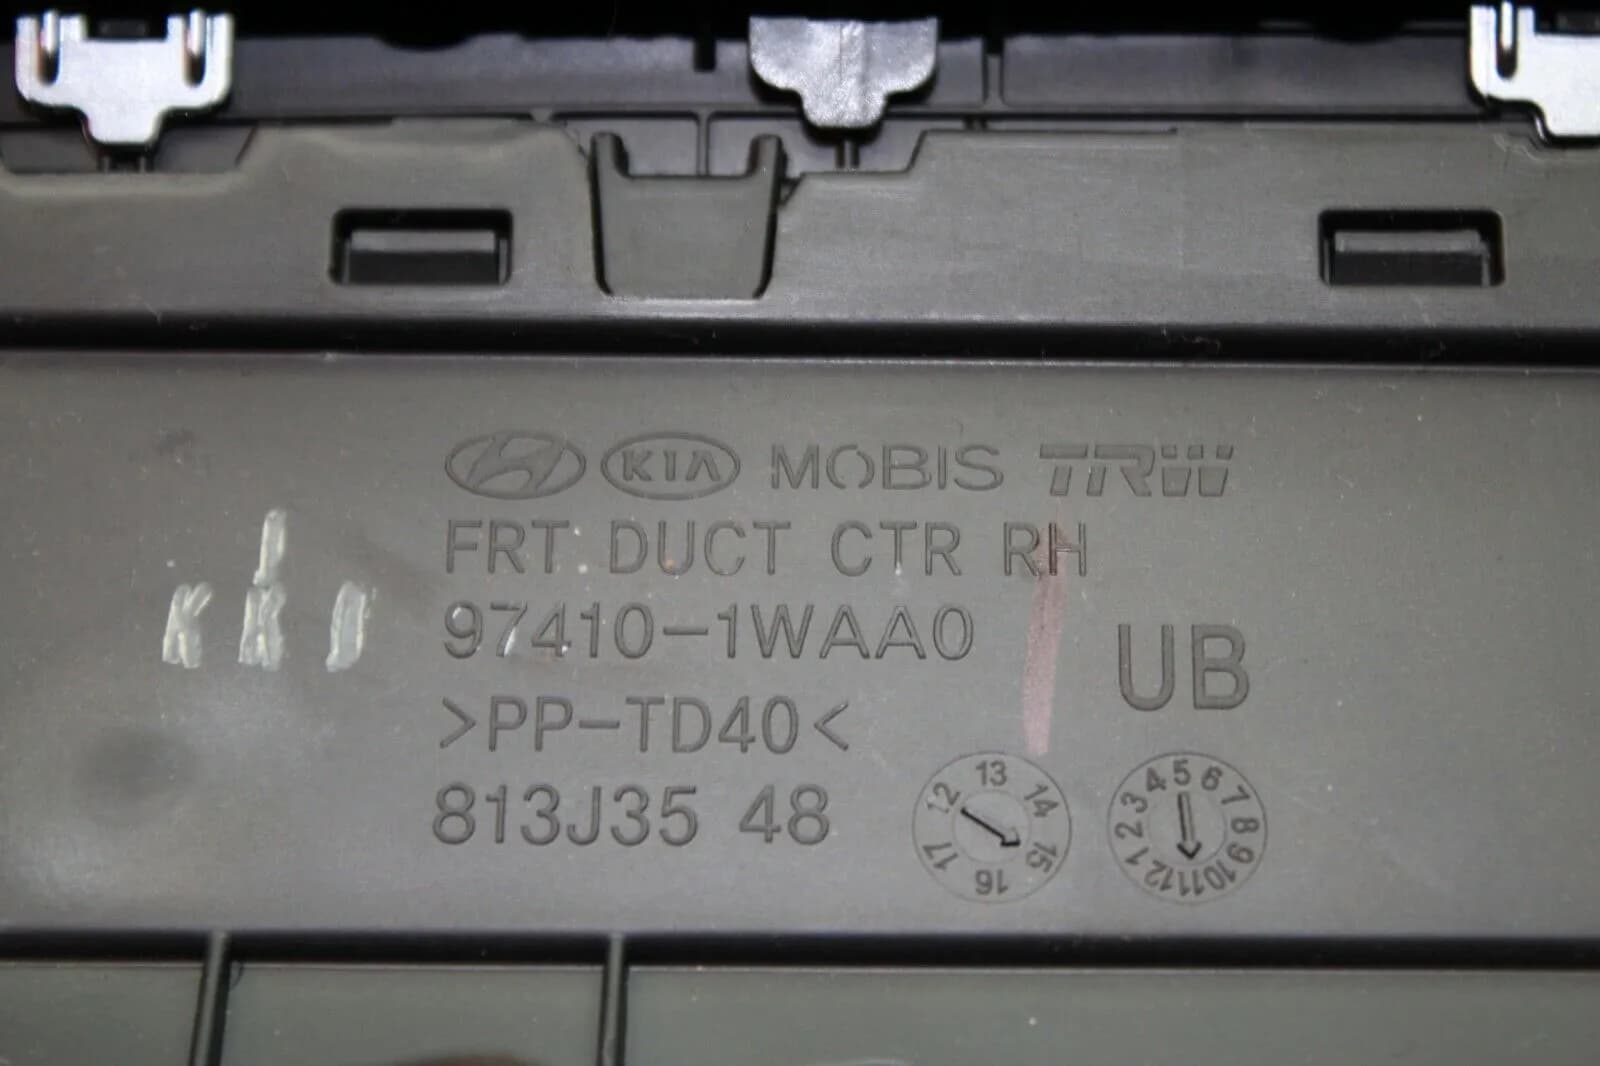 KIA MOBIS TRW
FRT DUCT CTR RH
97410-1WAA0
UB
>PP-TD40<
813J35 48
12 13 14 15 16 17
1 2 3 4 5 6 7 8 9 10 11 12